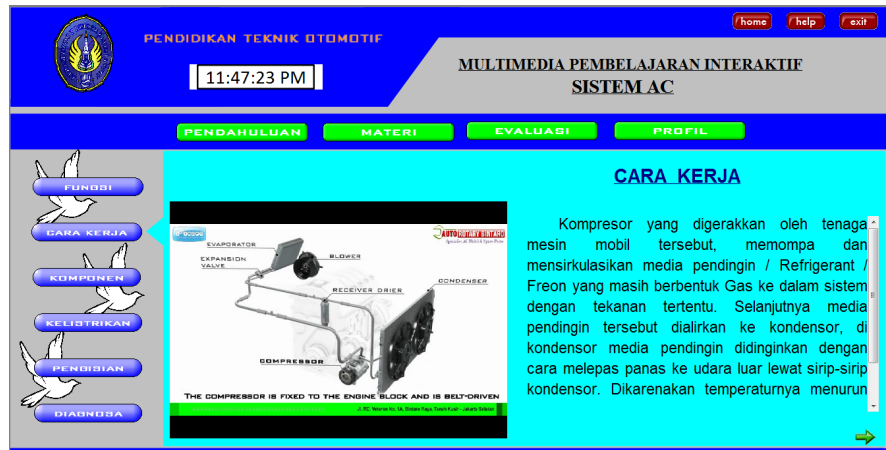 home help exit
PENDIDIKAN TEKNIK OTOMOTIF
11:47:23 PM
MULTIMEDIA PEMBELAJARAN INTERAKTIF
SISTEM AC
PENDAHULUAN MATERI EVALUASI PROFIL
FUNGSI
CARA KERJA
KOMPONEN
KELISTRIKAN
PENGISIAN
DIAGNOSA
AUTO ROTARY BINTARO
EVAPORATOR
EXPANSION
VALVE
BLOWER
RECEIVER DRIER
CONDENSER
COMPRESSOR
THE COMPRESSOR IS FIXED TO THE ENGINE BLOCK AND IS BELT-DRIVEN
CARA KERJA
Kompresor yang digerakkan oleh tenaga
mesin mobil tersebut, memompa dan
mensirkulasikan media pendingin / Refrigerant /
Freon yang masih berbentuk Gas ke dalam sistem
dengan tekanan tertentu. Selanjutnya media
pendingin tersebut dialirkan ke kondensor, di
kondensor media pendingin didinginkan dengan
cara melepas panas ke udara luar lewat sirip-sirip
kondensor. Dikarenakan temperaturnya menurun